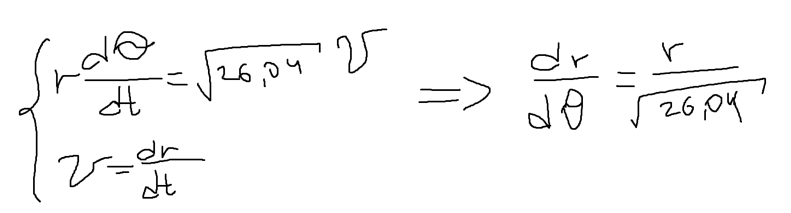 { r dθ/dt = √26,04 v ⟹ dr/dθ = r/√26,04
v = dr/dt